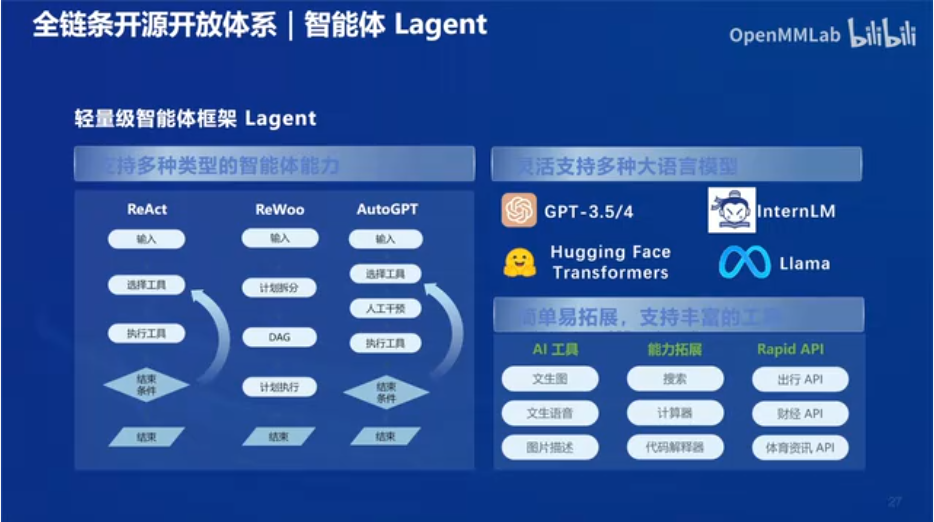 全链条开源开放体系｜智能体 Lagent
OpenMMLab bilibili
轻量级智能体框架 Lagent
支持多种类型的智能体能力
ReAct
输入
选择工具
执行工具
结束
条件
结束
ReWoo
输入
计划拆分
DAG
计划执行
结束
AutoGPT
输入
选择工具
人工干预
执行工具
结束
条件
结束
灵活支持多种大语言模型
GPT-3.5/4
InternLM
Hugging Face
Transformers
Llama
简单易拓展，支持丰富的工具
AI 工具
文生图
文生语音
图片描述
能力拓展
搜索
计算器
代码解释器
Rapid API
出行 API
财经 API
体育资讯 API
27